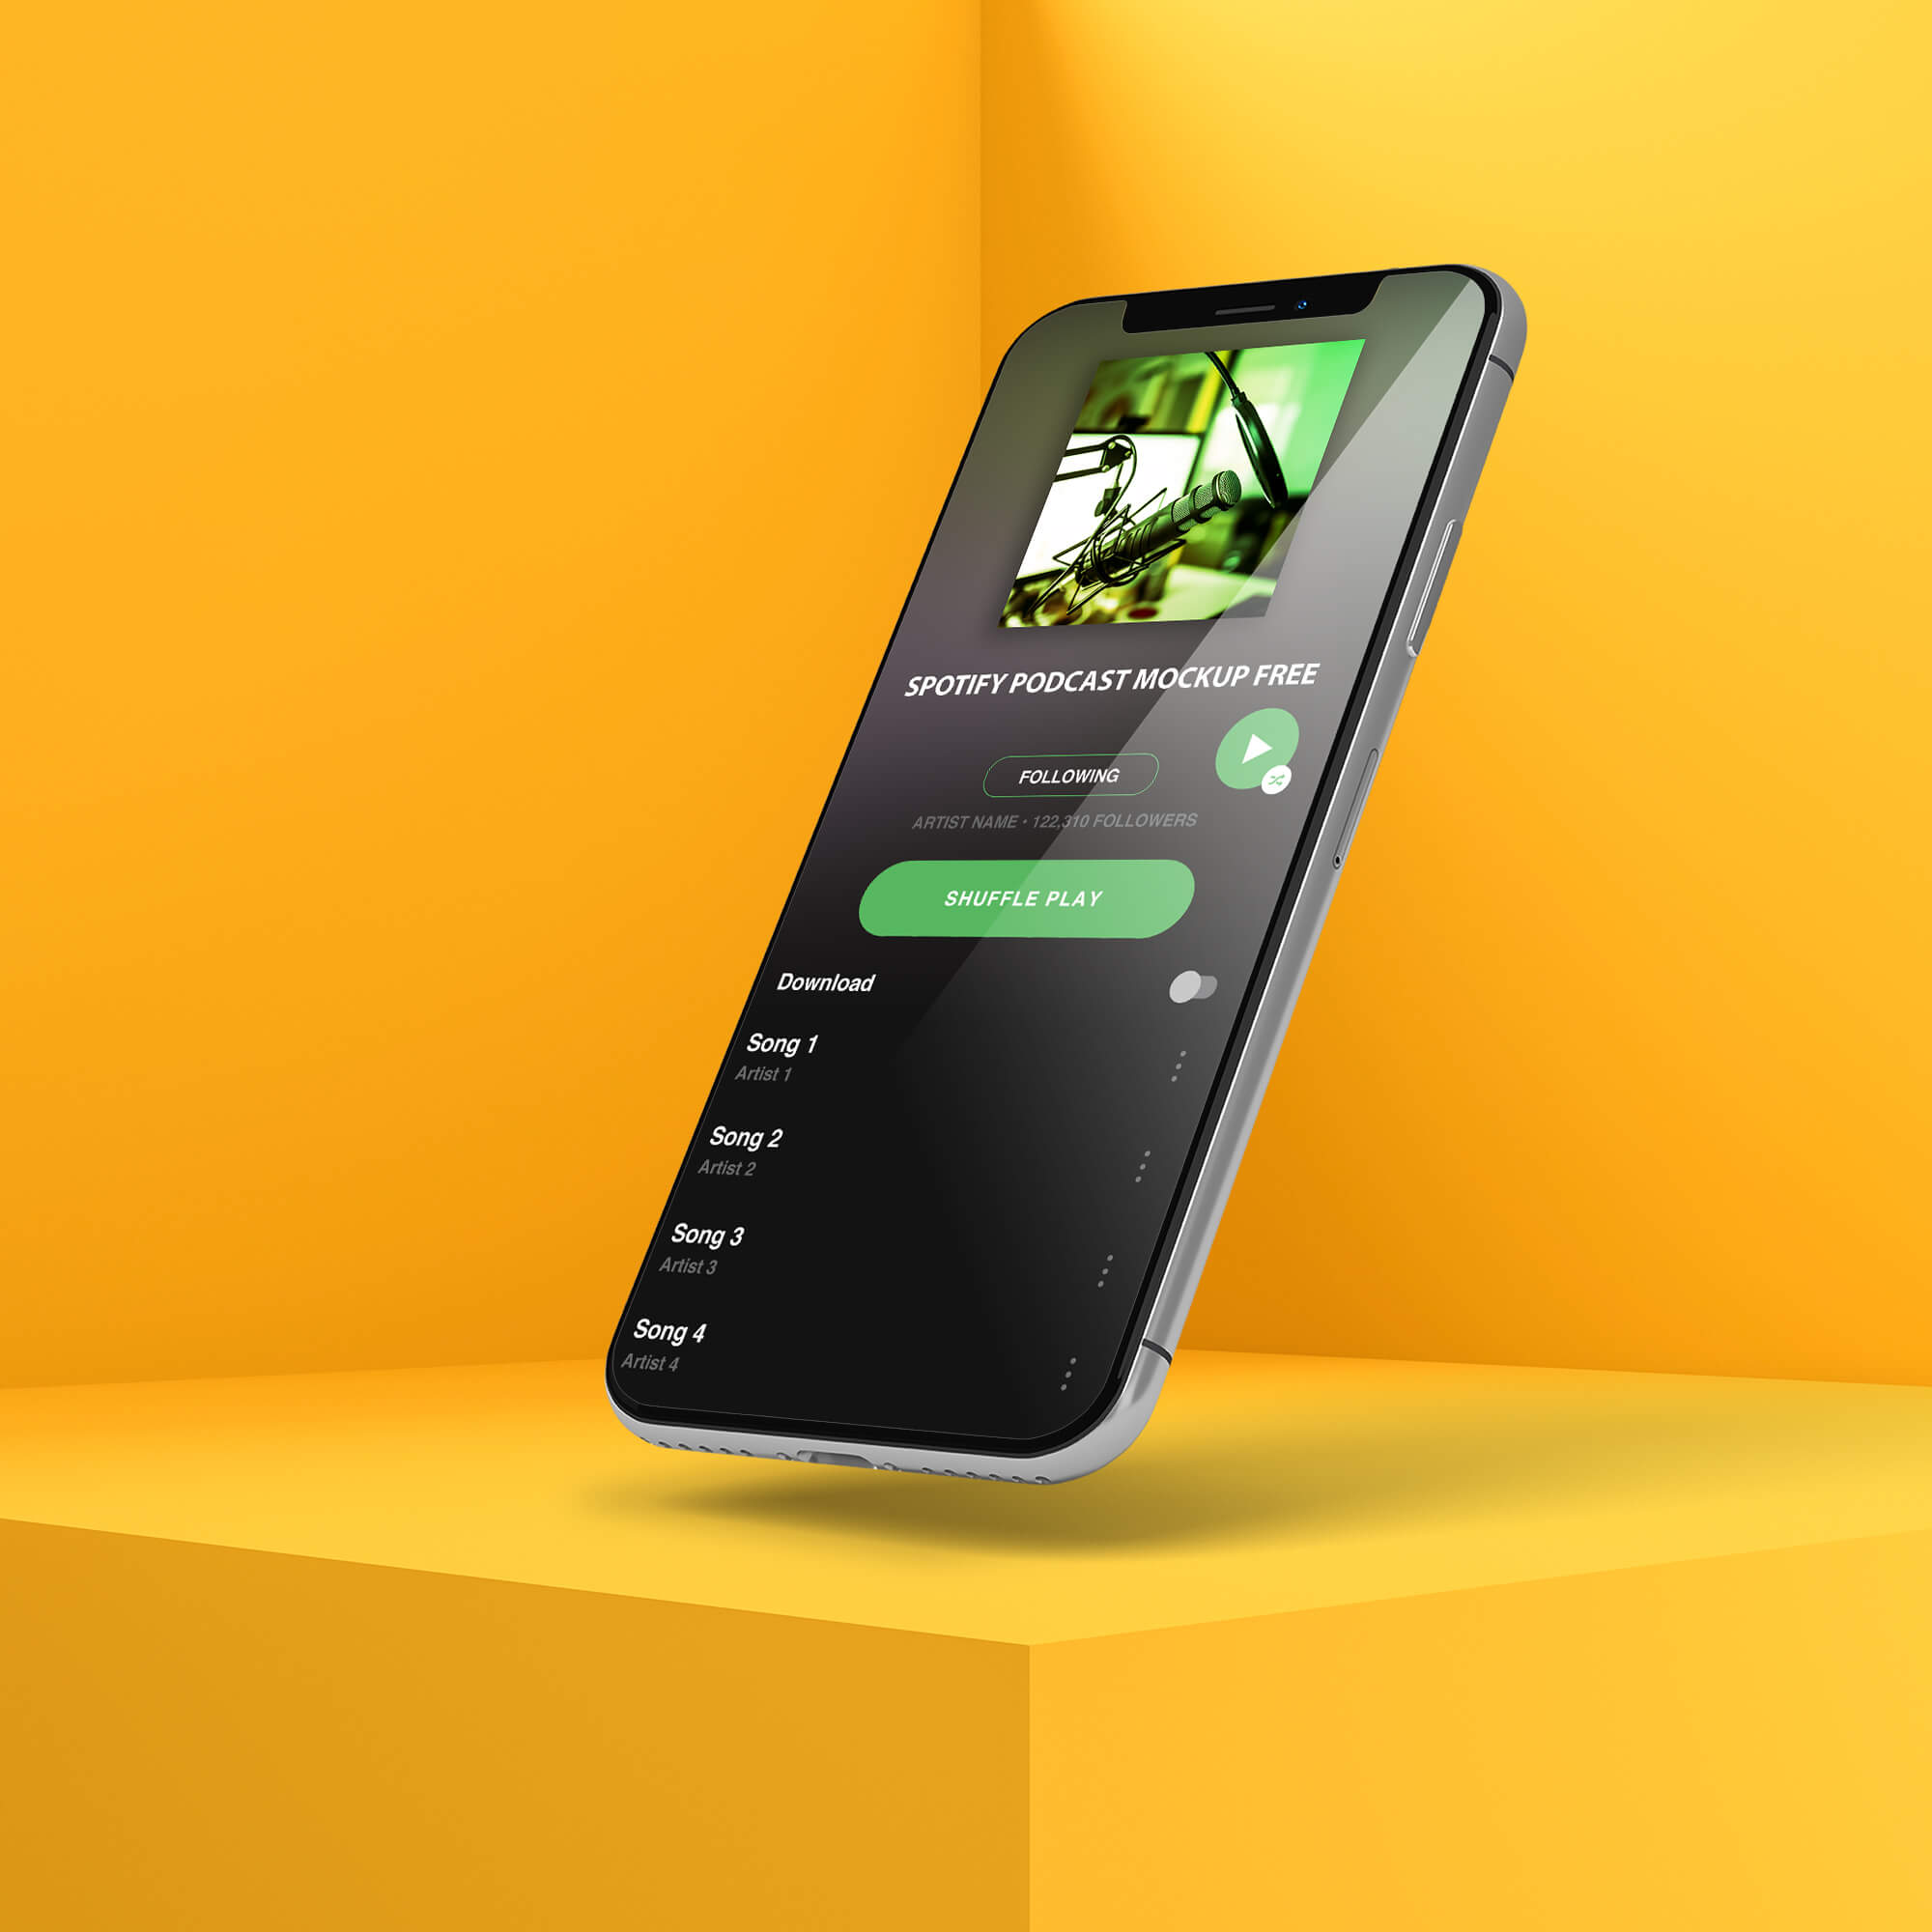 SPOTIFY PODCAST MOCKUP FREE
FOLLOWING
ARTIST NAME • 122,310 FOLLOWERS
SHUFFLE PLAY
Download
Song 1
Artist 1
Song 2
Artist 2
Song 3
Artist 3
Song 4
Artist 4